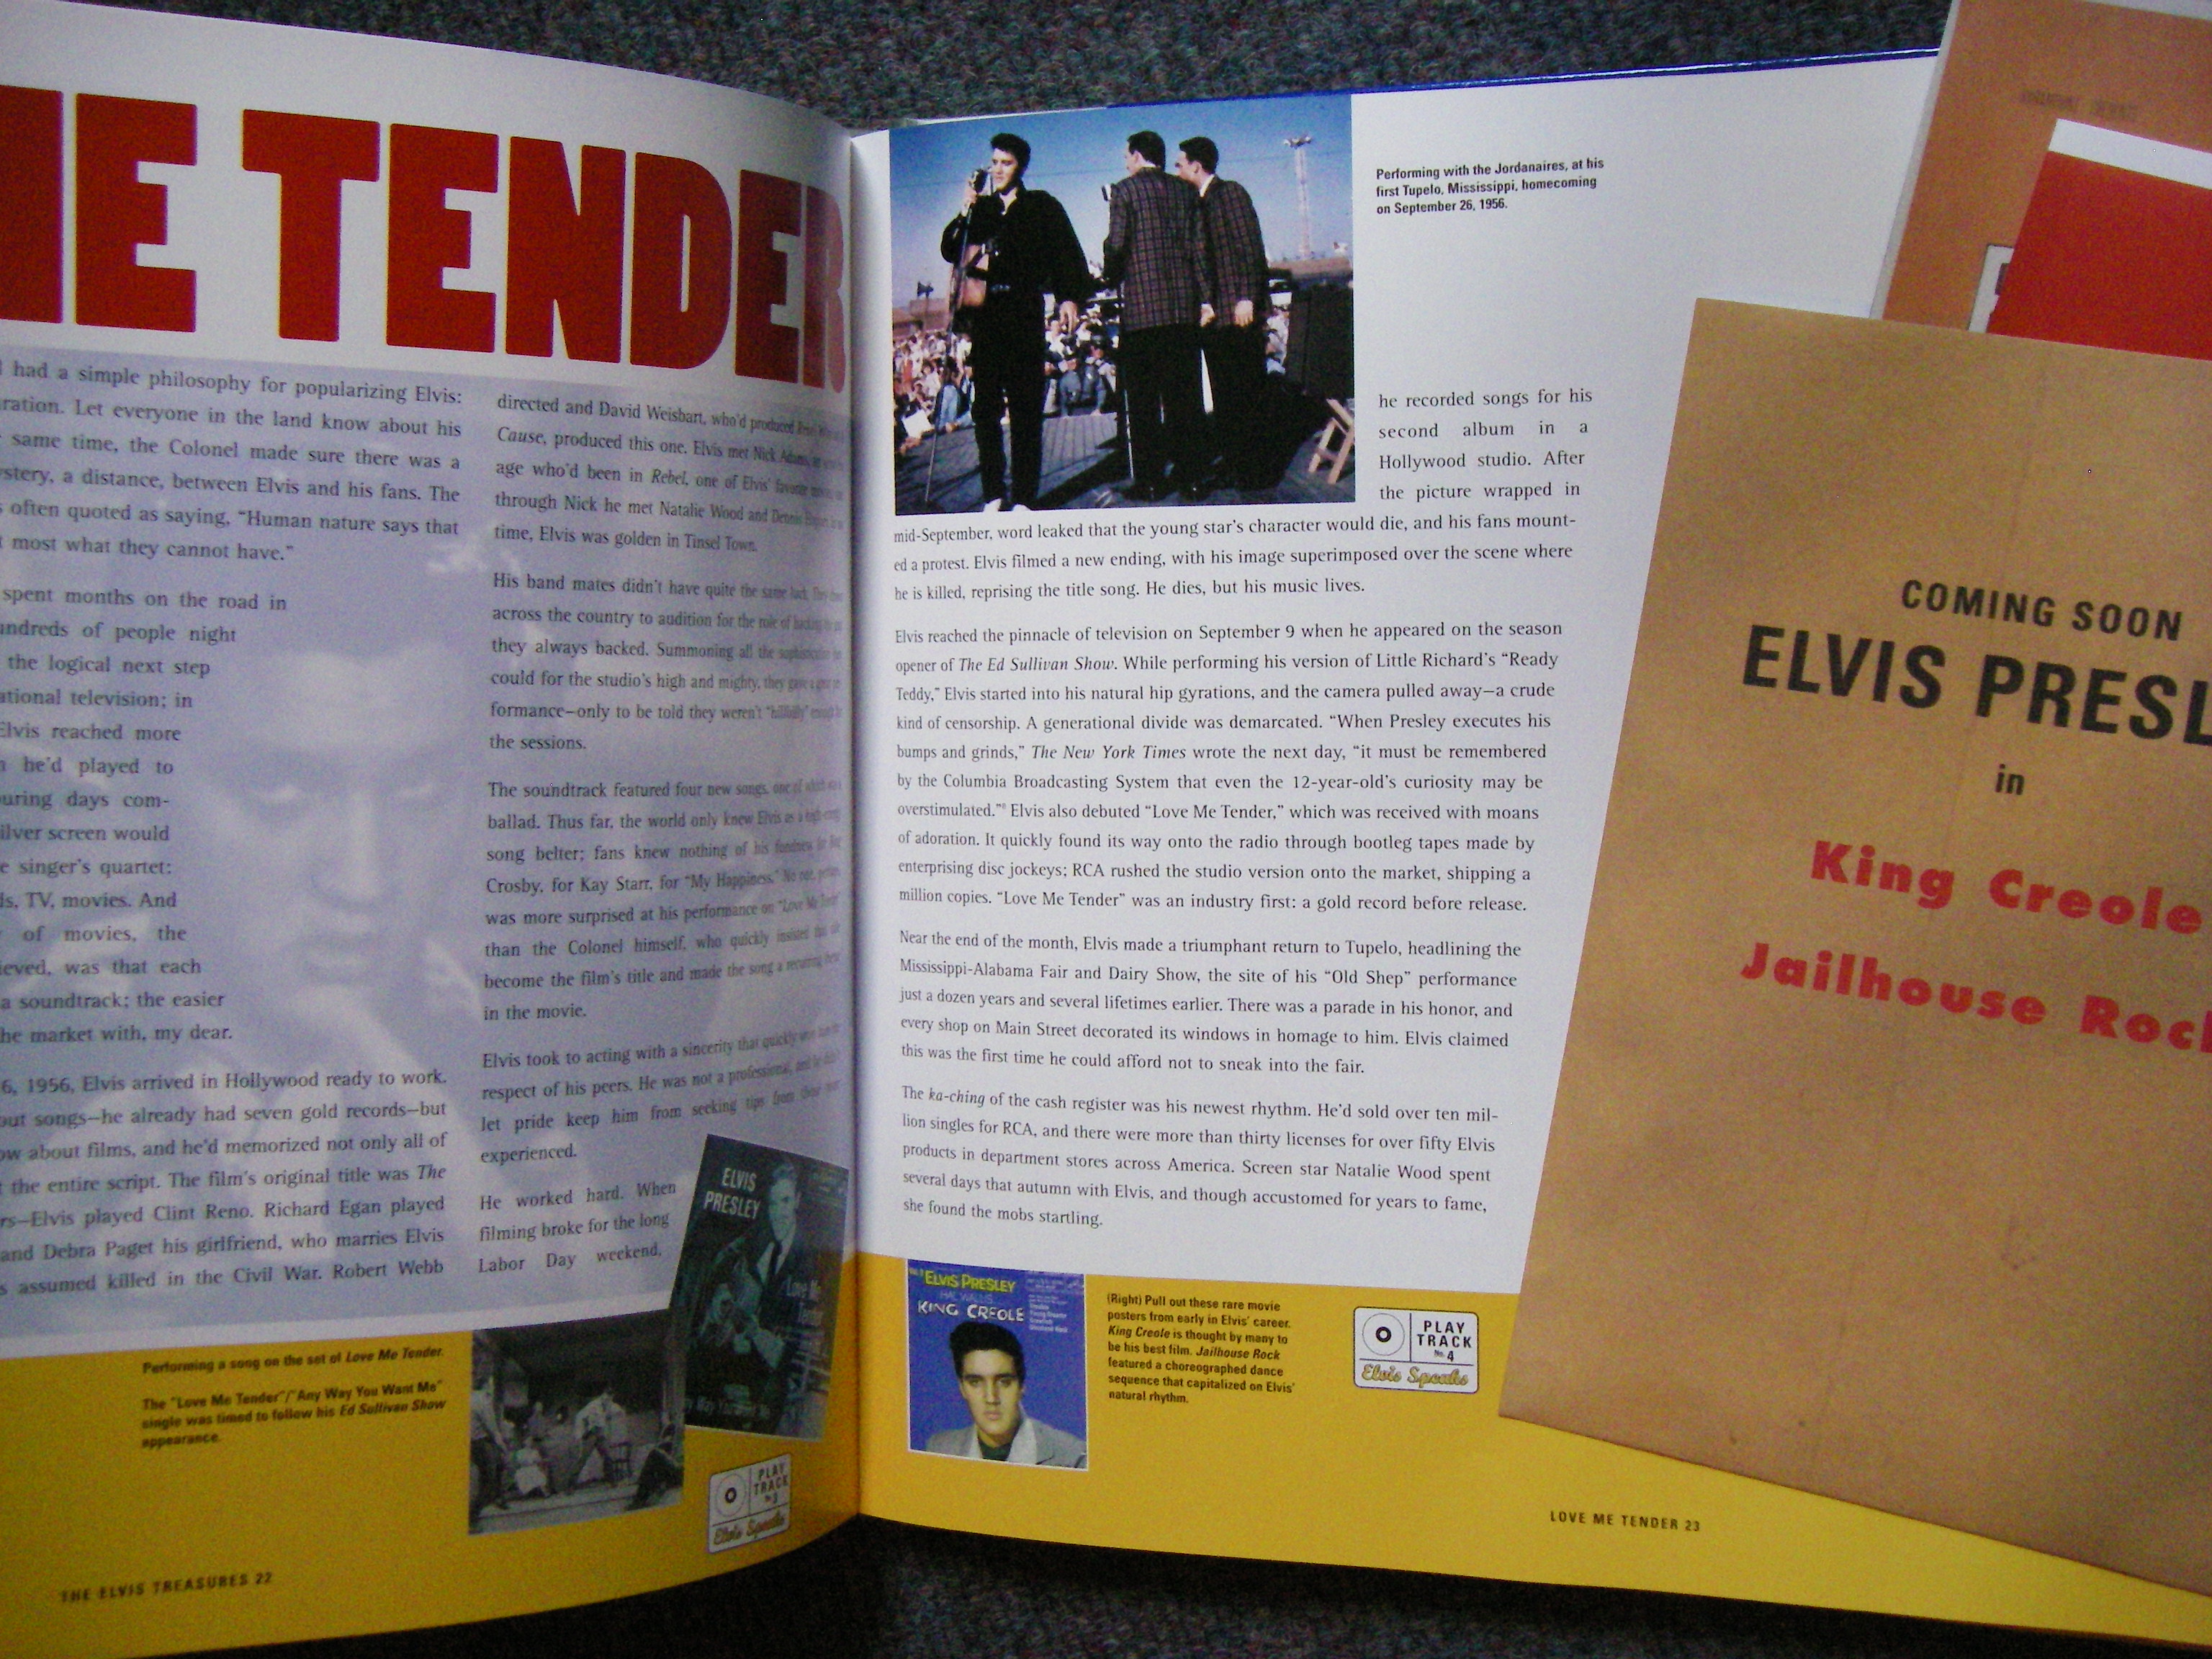 ME TENDER
had a simple philosophy for popularizing Elvis:
ration. Let everyone in the land know about his
same time, the Colonel made sure there was a
ystery, a distance, between Elvis and his fans. The
s often quoted as saying, “Human nature says that
t most what they cannot have.”
spent months on the road in
undreds of people night
the logical next step
ational television; in
Elvis reached more
n he’d played to
ouring days com-
silver screen would
e singer’s quartet:
ds, TV, movies. And
of movies, the
ieved, was that each
a soundtrack; the easier
the market with, my dear.
6, 1956, Elvis arrived in Hollywood ready to work.
out songs—he already had seven gold records—but
ow about films, and he’d memorized not only all of
t the entire script. The film’s original title was The
rs—Elvis played Clint Reno. Richard Egan played
and Debra Paget his girlfriend, who marries Elvis
s assumed killed in the Civil War. Robert Webb
directed and David Weisbart, who’d produced
Cause, produced this one. Elvis met Nick Adams,
age who’d been in Rebel, one of Elvis’ favorite
through Nick he met Natalie Wood and Dennis
time, Elvis was golden in Tinsel Town.
His band mates didn’t have quite the same luck. They
across the country to audition for the role of backing
they always backed. Summoning all the sophistication
could for the studio’s high and mighty, they gave a
formance—only to be told they weren’t “hillbilly” enough
the sessions.
The soundtrack featured four new songs, one of which
ballad. Thus far, the world only knew Elvis as a
song belter; fans knew nothing of his fondness for Bing
Crosby, for Kay Starr, for “My Happiness.” No one,
was more surprised at his performance on “Love Me Tender”
than the Colonel himself, who quickly insisted
become the film’s title and made the song a recurring
in the movie.
Elvis took to acting with a sincerity that quickly
respect of his peers. He was not a professional, and he didn’t
let pride keep him from seeking tips from those
experienced.
He worked hard. When
filming broke for the long
Labor Day weekend,
ELVIS
PRESLEY
Love Me
Tender
Performing a song on the set of Love Me Tender.
The “Love Me Tender”/“Any Way You Want Me”
single was timed to follow his Ed Sullivan Show
appearance.
PLAY
TRACK
No. 3
Elvis Speaks
THE ELVIS TREASURES 22
Performing with the Jordanaires, at his
first Tupelo, Mississippi, homecoming
on September 26, 1956.
he recorded songs for his
second album in a
Hollywood studio. After
the picture wrapped in
mid-September, word leaked that the young star’s character would die, and his fans mount-
ed a protest. Elvis filmed a new ending, with his image superimposed over the scene where
he is killed, reprising the title song. He dies, but his music lives.
Elvis reached the pinnacle of television on September 9 when he appeared on the season
opener of The Ed Sullivan Show. While performing his version of Little Richard’s “Ready
Teddy,” Elvis started into his natural hip gyrations, and the camera pulled away—a crude
kind of censorship. A generational divide was demarcated. “When Presley executes his
bumps and grinds,” The New York Times wrote the next day, “it must be remembered
by the Columbia Broadcasting System that even the 12-year-old’s curiosity may be
overstimulated.” Elvis also debuted “Love Me Tender,” which was received with moans
of adoration. It quickly found its way onto the radio through bootleg tapes made by
enterprising disc jockeys; RCA rushed the studio version onto the market, shipping a
million copies. “Love Me Tender” was an industry first: a gold record before release.
Near the end of the month, Elvis made a triumphant return to Tupelo, headlining the
Mississippi-Alabama Fair and Dairy Show, the site of his “Old Shep” performance
just a dozen years and several lifetimes earlier. There was a parade in his honor, and
every shop on Main Street decorated its windows in homage to him. Elvis claimed
this was the first time he could afford not to sneak into the fair.
The ka-ching of the cash register was his newest rhythm. He’d sold over ten mil-
lion singles for RCA, and there were more than thirty licenses for over fifty Elvis
products in department stores across America. Screen star Natalie Wood spent
several days that autumn with Elvis, and though accustomed for years to fame,
she found the mobs startling.
ELVIS PRESLEY
HAL WALLIS
KING CREOLE
(Right) Pull out these rare movie
posters from early in Elvis’ career.
King Creole is thought by many to
be his best film. Jailhouse Rock
featured a choreographed dance
sequence that capitalized on Elvis’
natural rhythm.
PLAY
TRACK
No. 4
Elvis Speaks
LOVE ME TENDER 23
COMING SOON
ELVIS PRESL
in
King Creole
Jailhouse Rock